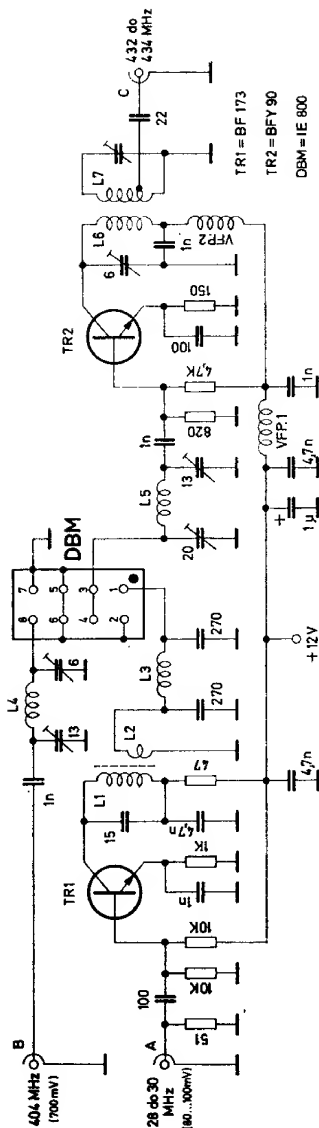 404 MHz
(700mV)
B
1n
13
L4
6
8
7
6
5
4
3
2
1
DBM
28 do 30
MHz
(80...100mV)
A
51
100
10K
10K
TR1
1n
1K
15
4,7n
L1
47
L2
270
L3
270
4,7n
+12V
20
L5
13
1n
820
4,7K
TR2
100
150
6
L6
1n
VFP2
L7
22
C
432 do
434 MHz
+
1µ
4,7n
VFP.1
1n
TR1 = BF 173
TR2 = BFY 90
DBM = IE 800